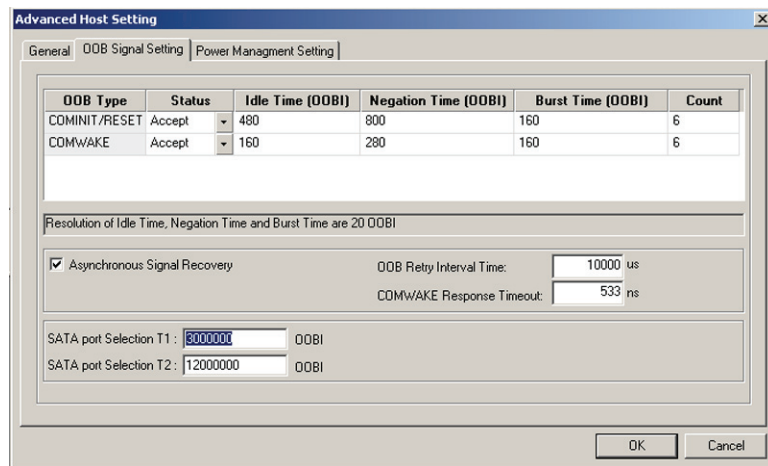 Advanced Host Setting
General OOB Signal Setting Power Managment Setting
OOB Type Status Idle Time (OOBI) Negation Time (OOBI) Burst Time (OOBI) Count
COMINIT/RESET Accept 480 800 160 6
COMWAKE Accept 160 280 160 6
Resolution of Idle Time, Negation Time and Burst Time are 20 OOBI
Asynchronous Signal Recovery OOB Retry Interval Time: 10000 us
COMWAKE Response Timeout: 533 ns
SATA port Selection T1 : 3000000 OOBI
SATA port Selection T2 : 12000000 OOBI
OK Cancel